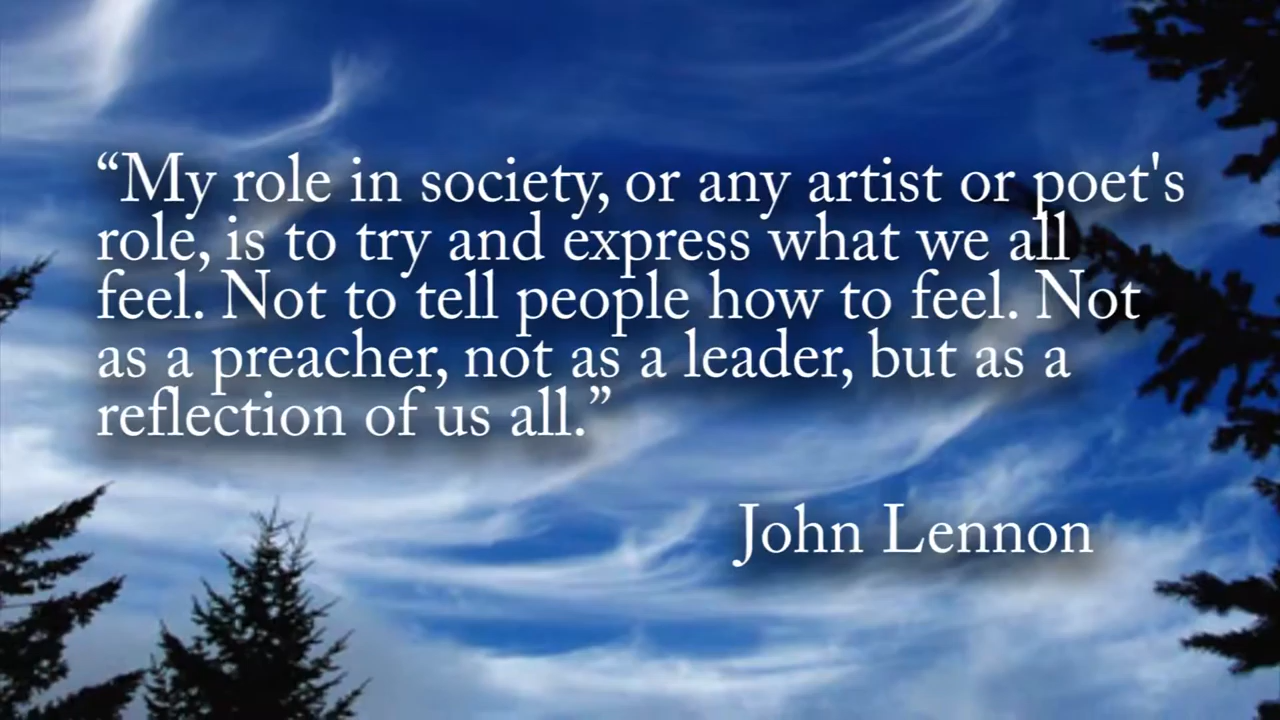 “My role in society, or any artist or poet's
role, is to try and express what we all
feel. Not to tell people how to feel. Not
as a preacher, not as a leader, but as a
reflection of us all.”
John Lennon